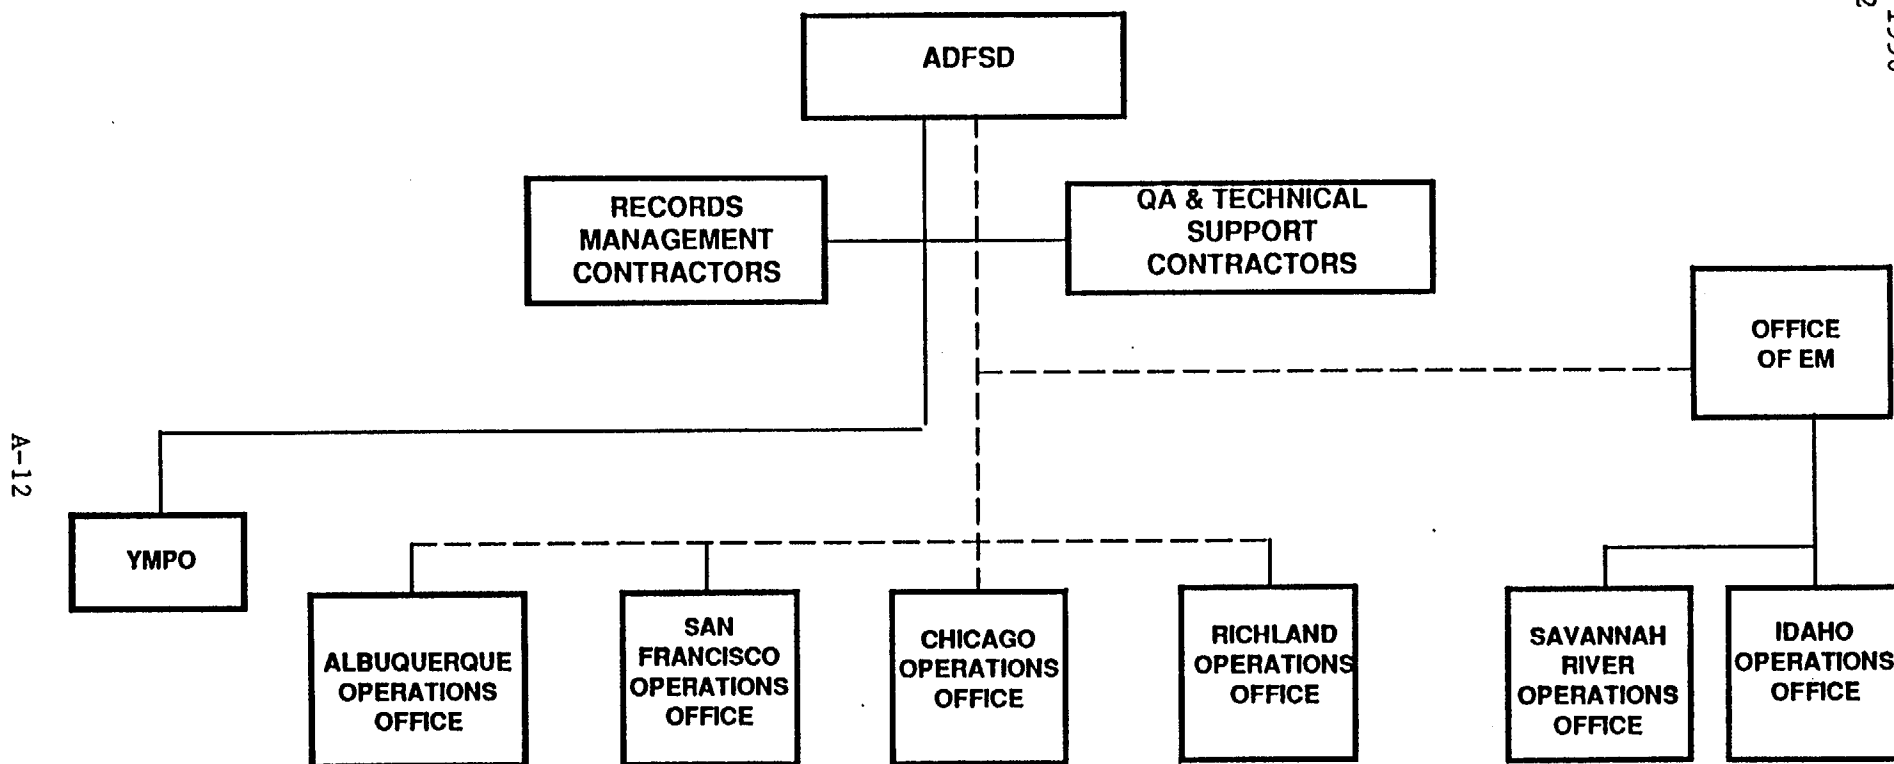 ADFSD
RECORDS
MANAGEMENT
CONTRACTORS
QA & TECHNICAL
SUPPORT
CONTRACTORS
OFFICE
OF EM
A-12
YMPO
ALBUQUERQUE
OPERATIONS
OFFICE
SAN
FRANCISCO
OPERATIONS
OFFICE
CHICAGO
OPERATIONS
OFFICE
RICHLAND
OPERATIONS
OFFICE
SAVANNAH
RIVER
OPERATIONS
OFFICE
IDAHO
OPERATIONS
OFFICE